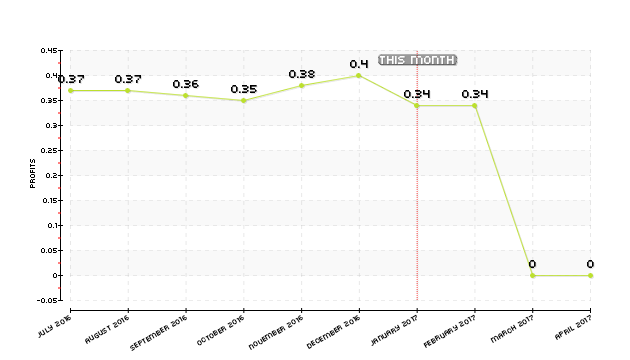 THIS MONTH
0.45
0.4
0.35
0.3
0.25
0.2
0.15
0.1
0.05
0
-0.05
PROFITS
0.37
0.37
0.36
0.35
0.38
0.4
0.34
0.34
0
0
JULY 2016
AUGUST 2016
SEPTEMBER 2016
OCTOBER 2016
NOVEMBER 2016
DECEMBER 2016
JANUARY 2017
FEBRUARY 2017
MARCH 2017
APRIL 2017